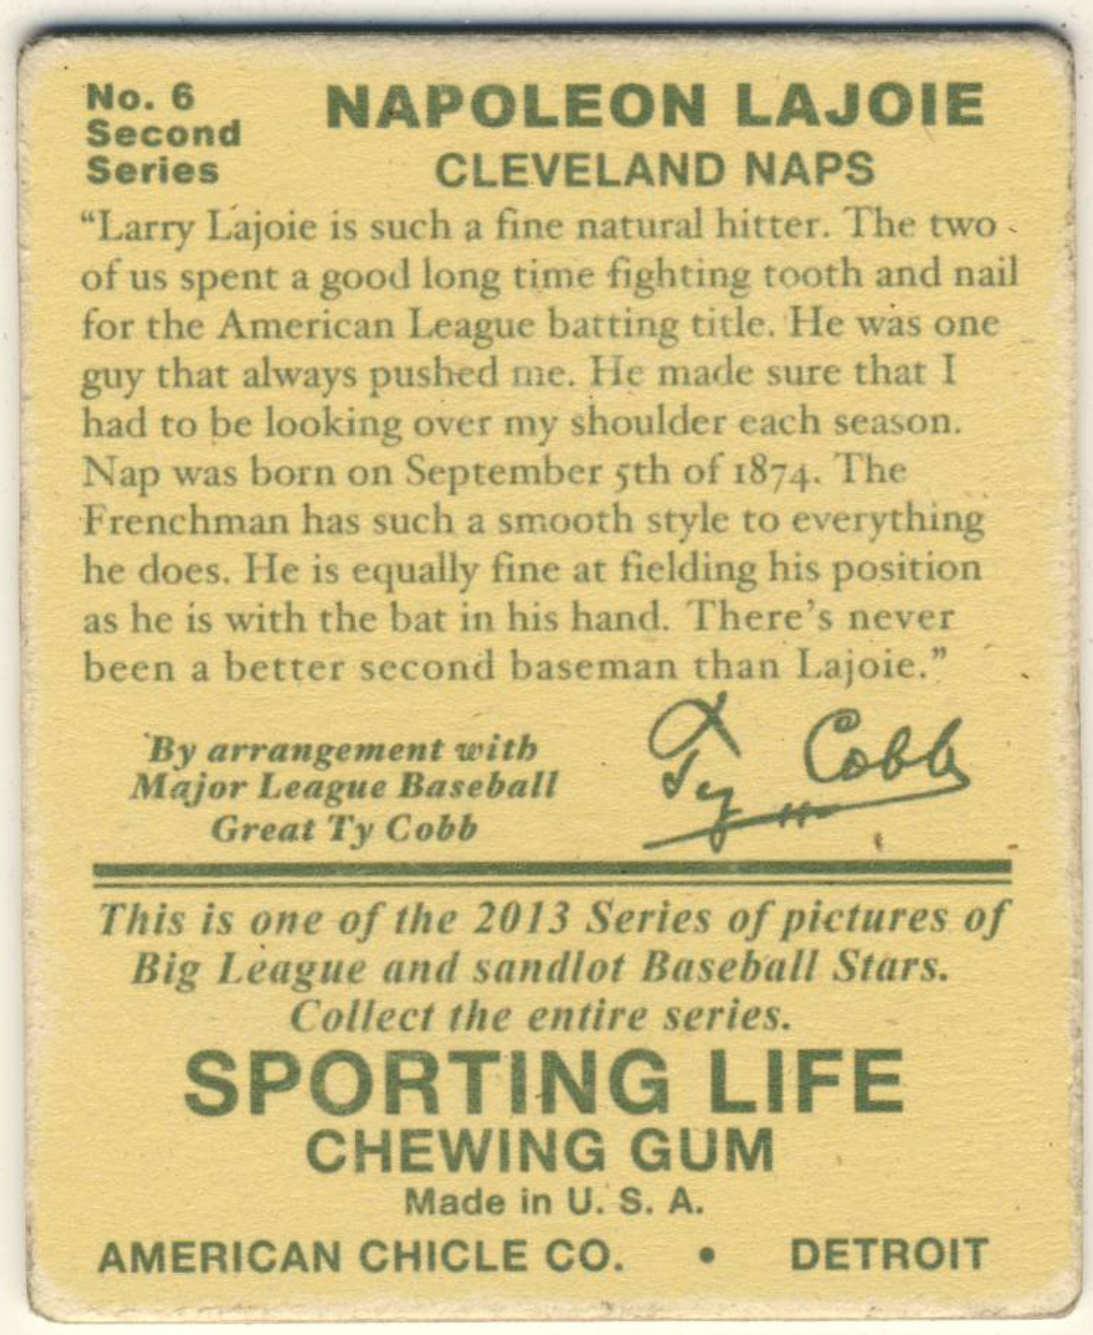 No. 6
Second
Series
NAPOLEON LAJOIE
CLEVELAND NAPS
“Larry Lajoie is such a fine natural hitter. The two
of us spent a good long time fighting tooth and nail
for the American League batting title. He was one
guy that always pushed me. He made sure that I
had to be looking over my shoulder each season.
Nap was born on September 5th of 1874. The
Frenchman has such a smooth style to everything
he does. He is equally fine at fielding his position
as he is with the bat in his hand. There's never
been a better second baseman than Lajoie.”
By arrangement with
Major League Baseball
Great Ty Cobb
Ty Cobb
This is one of the 2013 Series of pictures of
Big League and sandlot Baseball Stars.
Collect the entire series.
SPORTING LIFE
CHEWING GUM
Made in U. S. A.
AMERICAN CHICLE CO. • DETROIT